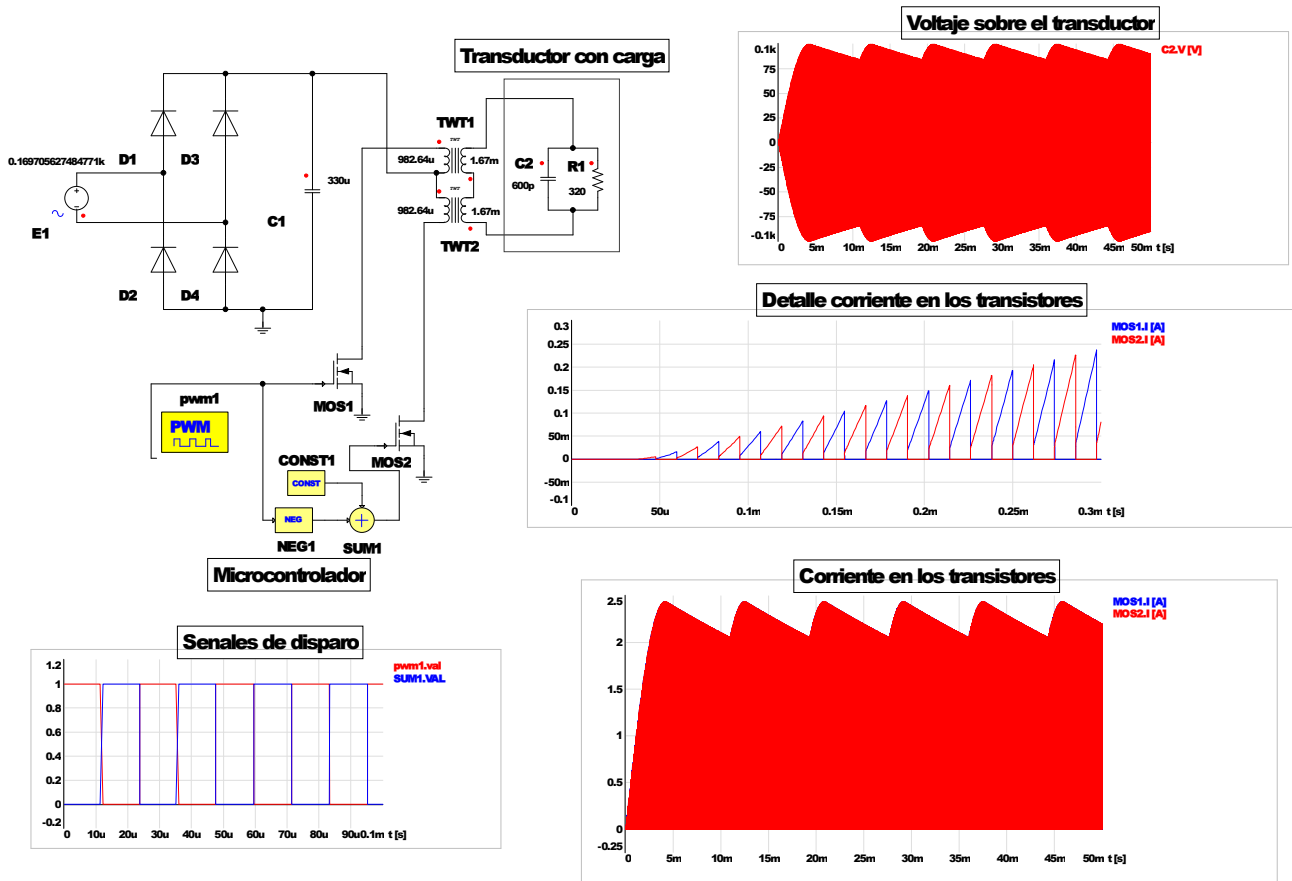 Transductor con carga
0.169705627484771k
E1
D1
D3
D2
D4
C1
330u
TWT1
TWT
982.64u
1.67m
TWT
982.64u
1.67m
TWT2
C2
600p
R1
320
MOS1
MOS2
pwm1
PWM
CONST1
CONST
NEG
NEG1
SUM1
Microcontrolador
Voltaje sobre el transductor
C2.V [V]
0.1k
75
50
25
0
-25
-50
-75
-0.1k
0 5m 10m 15m 20m 25m 30m 35m 40m 45m 50m t [s]
Detalle corriente en los transistores
MOS1.I [A]
MOS2.I [A]
0.3
0.25
0.2
0.15
0.1
50m
0
-50m
-0.1
0 50u 0.1m 0.15m 0.2m 0.25m 0.3m t [s]
Senales de disparo
pwm1.val
SUM1.VAL
1.2
1
0.8
0.6
0.4
0.2
0
-0.2
0 10u 20u 30u 40u 50u 60u 70u 80u 90u0.1m t [s]
Corriente en los transistores
MOS1.I [A]
MOS2.I [A]
2.5
2
1.5
1
0.5
0
-0.25
0 5m 10m 15m 20m 25m 30m 35m 40m 45m 50m t [s]